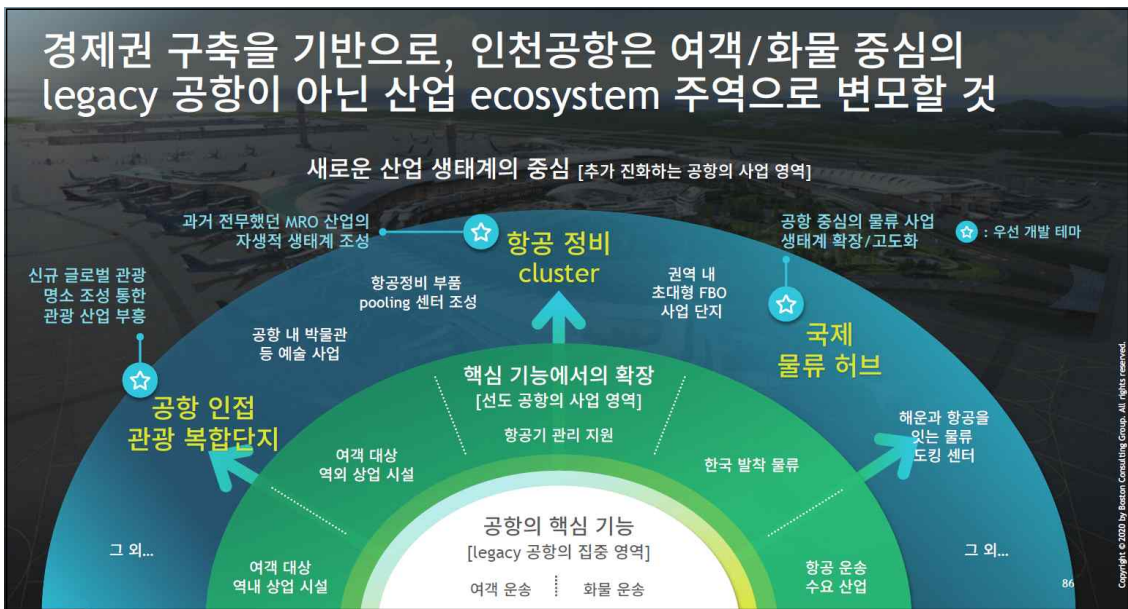 경제권 구축을 기반으로, 인천공항은 여객/화물 중심의
legacy 공항이 아닌 산업 ecosystem 주역으로 변모할 것
새로운 산업 생태계의 중심 [추가 진화하는 공항의 사업 영역]
과거 전무했던 MRO 산업의
자생적 생태계 조성
항공 정비
cluster
공항 중심의 물류 사업
생태계 확장/고도화
: 우선 개발 테마
신규 글로벌 관광
명소 조성 통한
관광 산업 부흥
항공정비 부품
pooling 센터 조성
권역 내
초대형 FBO
사업 단지
공항 내 박물관
등 예술 사업
국제
물류 허브
핵심 기능에서의 확장
[선도 공항의 사업 영역]
공항 인접
관광 복합단지
항공기 관리 지원
해운과 항공을
잇는 물류
도킹 센터
여객 대상
역외 상업 시설
한국 발착 물류
공항의 핵심 기능
[legacy 공항의 집중 영역]
그 외...
그 외...
여객 대상
역내 상업 시설
여객 운송
화물 운송
항공 운송
수요 산업
86
Copyright © 2020 by Boston Consulting Group. All rights reserved.